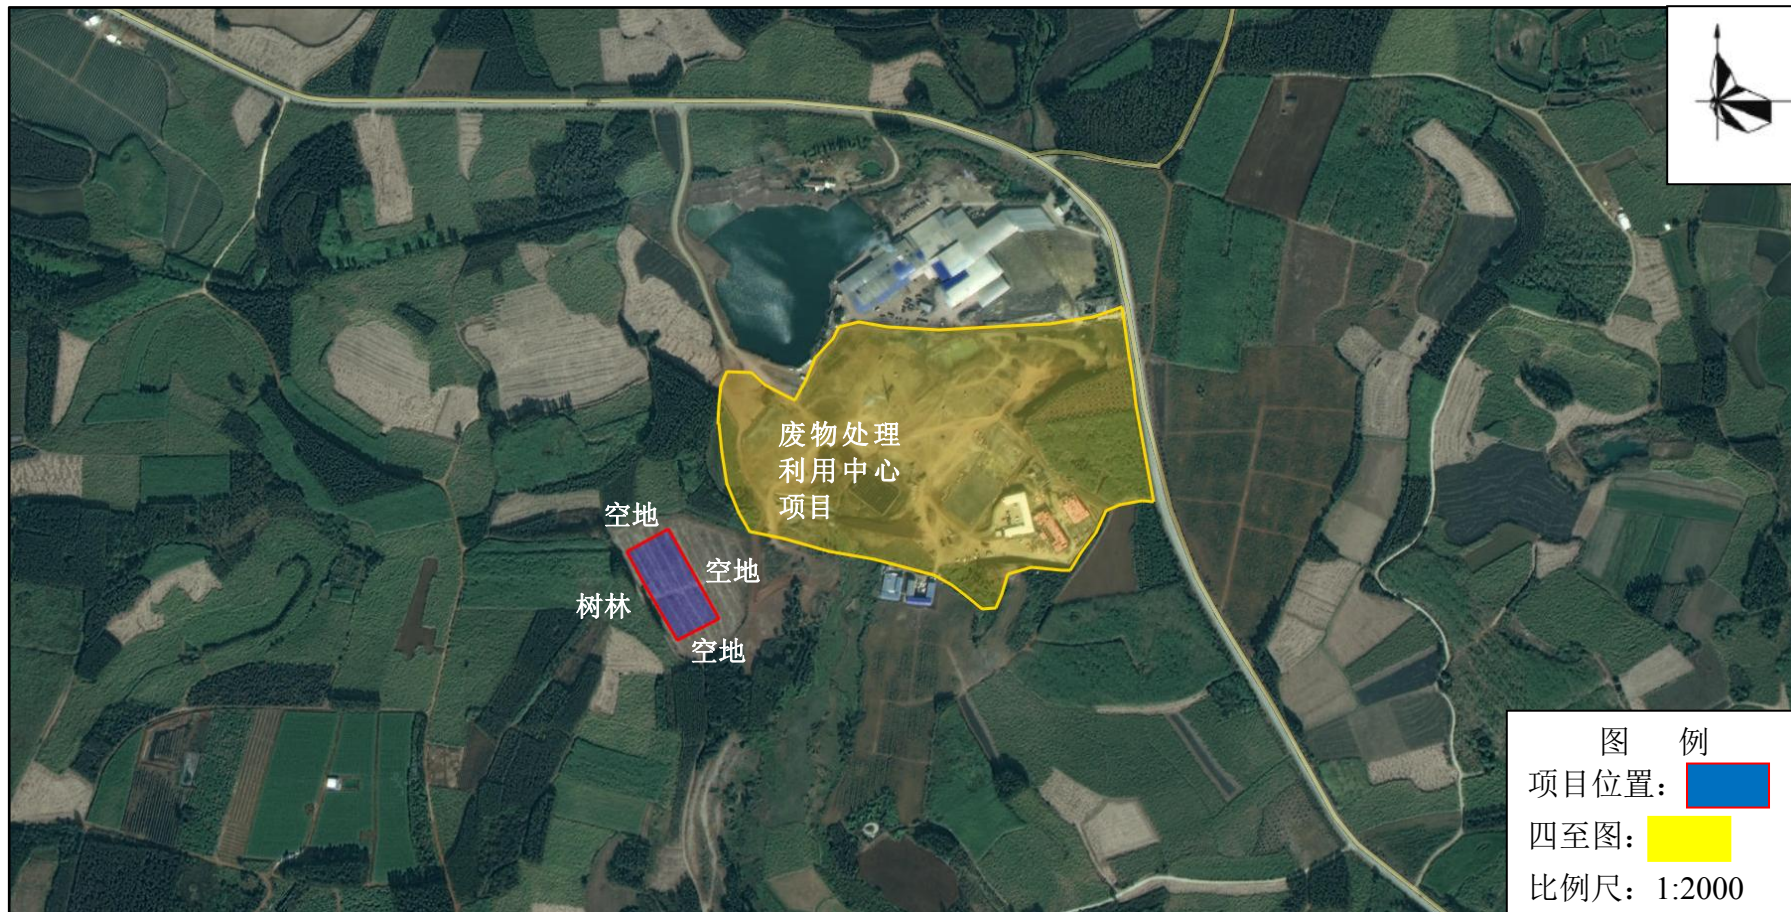 废物处理
利用中心
项目
空地
空地
树林
空地
图 例
项目位置：
四至图：
比例尺：1:2000